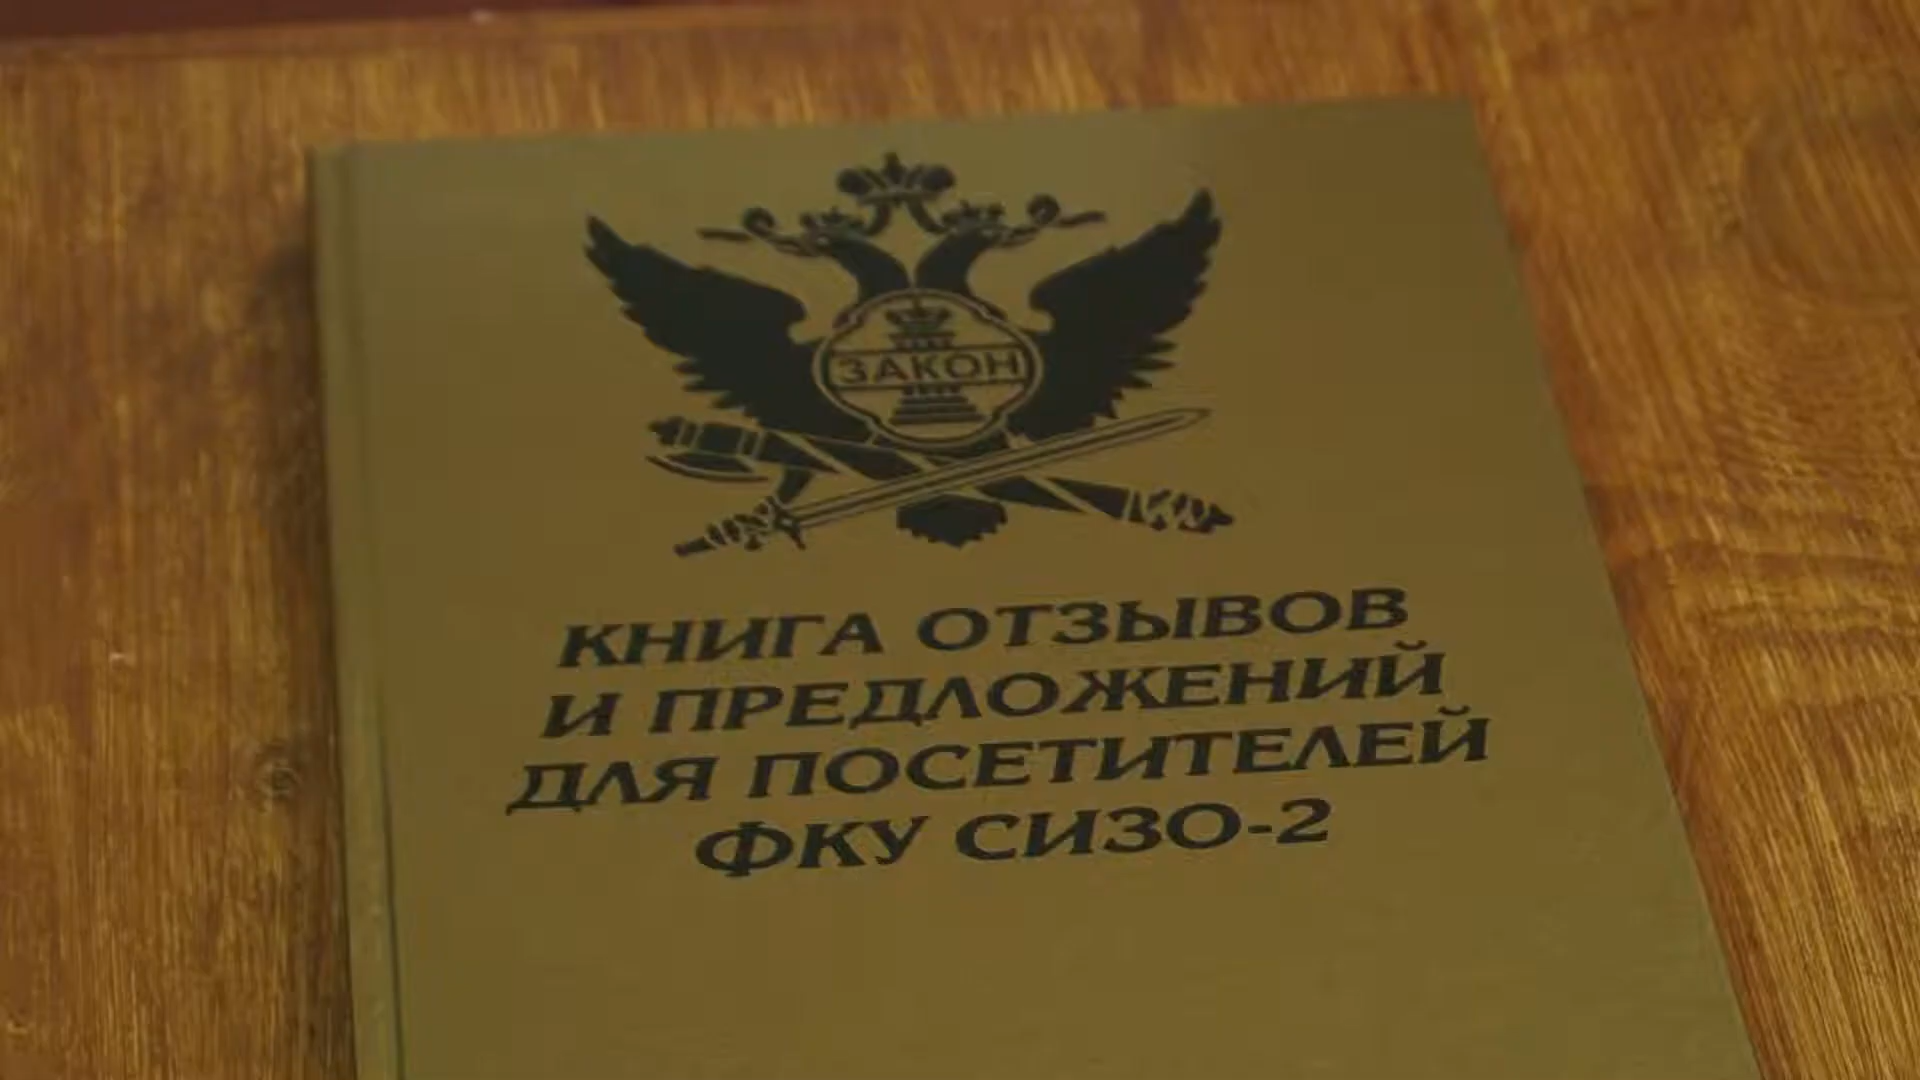 ЗАКОН
КНИГА ОТЗЫВОВ
И ПРЕДЛОЖЕНИЙ
ДЛЯ ПОСЕТИТЕЛЕЙ
ФКУ СИЗО-2